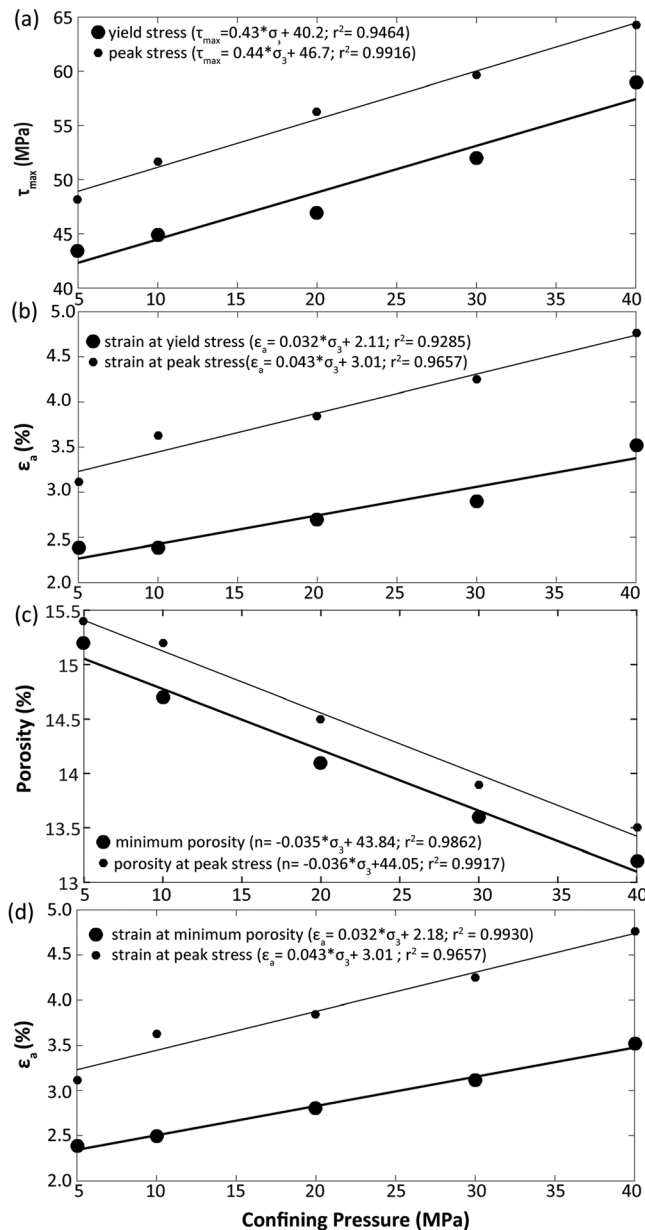 (a)
65
60
55
50
45
40
τmax (MPa)
● yield stress (τmax=0.43*σ3+ 40.2; r² = 0.9464)
• peak stress (τmax= 0.44*σ3+ 46.7; r² = 0.9916)
5 10 15 20 25 30 35 40
(b)
5.0
4.5
4.0
3.5
3.0
2.5
2.0
εa (%)
● strain at yield stress (εa= 0.032*σ3+ 2.11; r² = 0.9285)
• strain at peak stress(εa= 0.043*σ3+ 3.01; r² = 0.9657)
5 10 15 20 25 30 35 40
(c)
15.5
15
14.5
14
13.5
13
Porosity (%)
● minimum porosity (n= -0.035*σ3+ 43.84; r² = 0.9862)
• porosity at peak stress (n= -0.036*σ3+44.05; r² = 0.9917)
5 10 15 20 25 30 35 40
(d)
5.0
4.5
4.0
3.5
3.0
2.5
2.0
εa (%)
● strain at minimum porosity (εa= 0.032*σ3+ 2.18; r² = 0.9930)
• strain at peak stress (εa= 0.043*σ3+ 3.01 ; r² = 0.9657)
5 10 15 20 25 30 35 40
Confining Pressure (MPa)